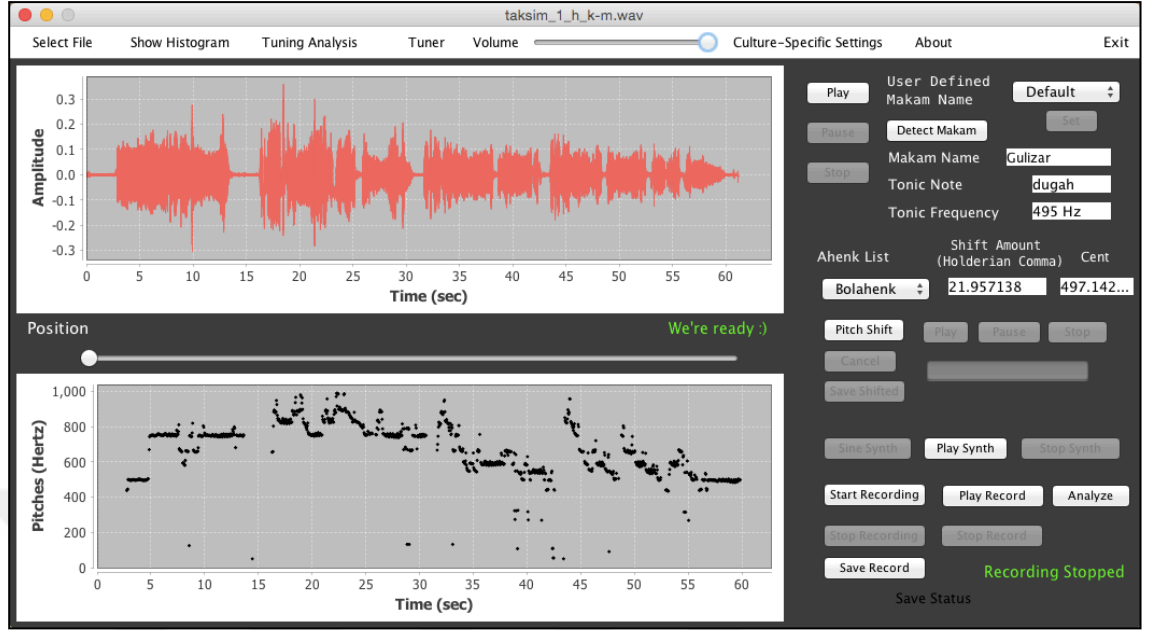 taksim_1_h_k-m.wav
Select File Show Histogram Tuning Analysis Tuner Volume Culture-Specific Settings About Exit
Amplitude
0.3
0.2
0.1
0.0
-0.1
-0.2
-0.3
0 5 10 15 20 25 30 35 40 45 50 55 60
Time (sec)
Position We're ready :)
Pitches (Hertz)
1,000
800
600
400
200
0
0 5 10 15 20 25 30 35 40 45 50 55 60
Time (sec)
Play User Defined Makam Name Default
Set
Pause Detect Makam
Makam Name Gulizar
Stop
Tonic Note dugah
Tonic Frequency 495 Hz
Ahenk List Shift Amount (Holderian Comma) Cent
Bolahenk 21.957138 497.142...
Pitch Shift Play Pause Stop
Cancel
Save Shifted
Sine Synth Play Synth Stop Synth
Start Recording Play Record Analyze
Stop Recording Stop Record
Save Record Recording Stopped
Save Status